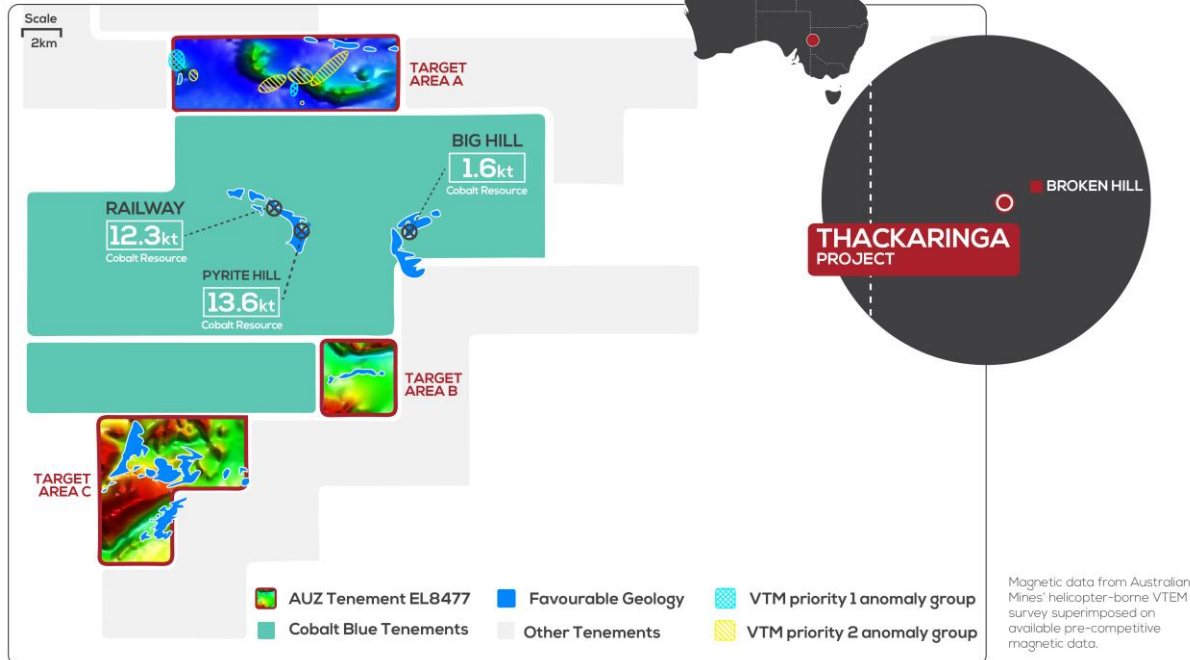 Scale
2km
TARGET
AREA A
BIG HILL
1.6kt
Cobalt Resource
RAILWAY
12.3kt
Cobalt Resource
PYRITE HILL
13.6kt
Cobalt Resource
TARGET
AREA B
TARGET
AREA C
BROKEN HILL
THACKARINGA
PROJECT
AUZ Tenement EL8477
Favourable Geology
VTM priority 1 anomaly group
Cobalt Blue Tenements
Other Tenements
VTM priority 2 anomaly group
Magnetic data from Australian
Mines' helicopter-borne VTEM
survey superimposed on
available pre-competitive
magnetic data.